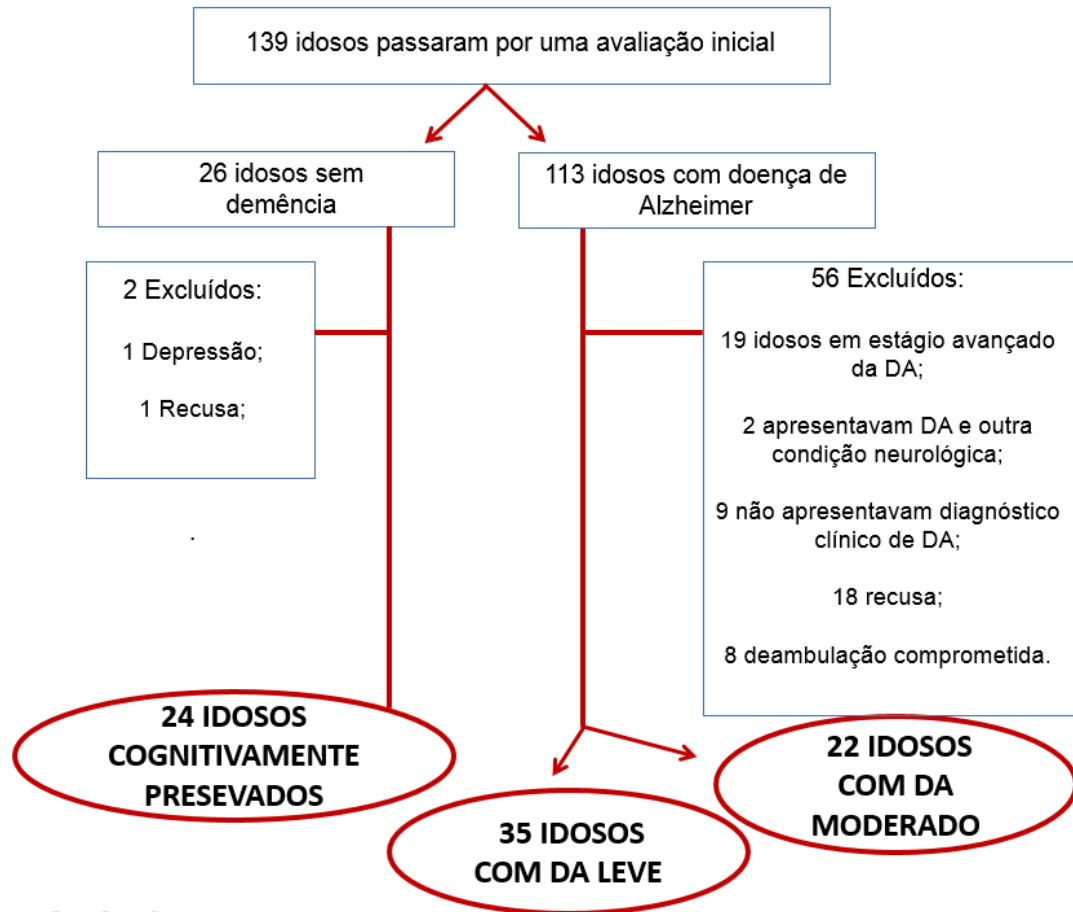 139 idosos passaram por uma avaliação inicial
26 idosos sem
demência
113 idosos com doença de
Alzheimer
2 Excluídos:
1 Depressão;
1 Recusa;
.
56 Excluídos:
19 idosos em estágio avançado
da DA;
2 apresentavam DA e outra
condição neurológica;
9 não apresentavam diagnóstico
clínico de DA;
18 recusa;
8 deambulação comprometida.
24 IDOSOS
COGNITIVAMENTE
PRESEVADOS
35 IDOSOS
COM DA LEVE
22 IDOSOS
COM DA
MODERADO